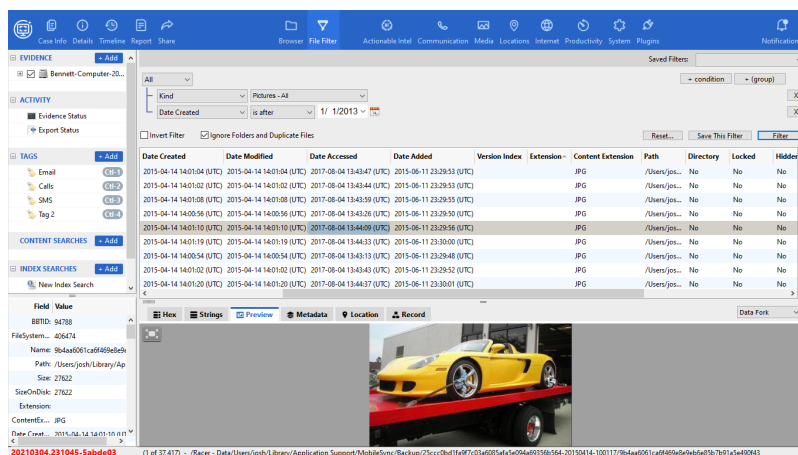 Case Info Details Timeline Report Share Browser File Filter Actionable Intel Communication Media Locations Internet Productivity System Plugins Notification
EVIDENCE + Add
Bennett-Computer-20...
ACTIVITY
Evidence Status
Export Status
TAGS + Add
Email Ctl-1
Calls Ctl-2
SMS Ctl-3
Tag 2 Ctl-4
CONTENT SEARCHES + Add
INDEX SEARCHES + Add
New Index Search
Field Value
BBTID: 94788
FileSystem... 406474
Name: 9b4aa6061ca6f469e8e9
Path: /Users/josh/Library/Ap
Size: 27622
SizeOnDisk: 27622
Extension:
ContentEx... JPG
Date Creat... 2015-04-14 14:01:10 (UT
20210304.231045-5abde03
Saved Filters:
All + condition + (group)
Kind Pictures - All X
Date Created is after 1/ 1/2013 X
Invert Filter Ignore Folders and Duplicate Files Reset... Save This Filter Filter
Date Created Date Modified Date Accessed Date Added Version Index Extension Content Extension Path Directory Locked Hidden
2015-04-14 14:01:04 (UTC) 2015-04-14 14:01:04 (UTC) 2017-08-04 13:43:47 (UTC) 2015-06-11 23:29:53 (UTC) JPG /Users/jos... No No No
2015-04-14 14:01:02 (UTC) 2015-04-14 14:01:02 (UTC) 2017-08-04 13:43:44 (UTC) 2015-06-11 23:29:53 (UTC) JPG /Users/jos... No No No
2015-04-14 14:01:08 (UTC) 2015-04-14 14:01:08 (UTC) 2017-08-04 13:43:59 (UTC) 2015-06-11 23:29:55 (UTC) JPG /Users/jos... No No No
2015-04-14 14:00:56 (UTC) 2015-04-14 14:00:56 (UTC) 2017-08-04 13:43:26 (UTC) 2015-06-11 23:29:50 (UTC) JPG /Users/jos... No No No
2015-04-14 14:01:10 (UTC) 2015-04-14 14:01:10 (UTC) 2017-08-04 13:44:09 (UTC) 2015-06-11 23:29:56 (UTC) JPG /Users/jos... No No No
2015-04-14 14:01:19 (UTC) 2015-04-14 14:01:19 (UTC) 2017-08-04 13:44:33 (UTC) 2015-06-11 23:30:00 (UTC) JPG /Users/jos... No No No
2015-04-14 14:00:54 (UTC) 2015-04-14 14:00:54 (UTC) 2017-08-04 13:43:13 (UTC) 2015-06-11 23:29:48 (UTC) JPG /Users/jos... No No No
2015-04-14 14:01:02 (UTC) 2015-04-14 14:01:02 (UTC) 2017-08-04 13:43:43 (UTC) 2015-06-11 23:29:52 (UTC) JPG /Users/jos... No No No
2015-04-14 14:01:20 (UTC) 2015-04-14 14:01:20 (UTC) 2017-08-04 13:44:37 (UTC) 2015-06-11 23:30:01 (UTC) JPG /Users/jos... No No No
Hex Strings Preview Metadata Location Record Data Fork
(1 of 37,417) - /Racer - Data/Users/josh/Library/Application Support/MobileSync/Backup/25ccc0bd1fa9f7c03a6085afa5e094a69356b564-20150414-100117/9b4aa6061ca6f469e8e9eb6e85b7b91a5e490f43